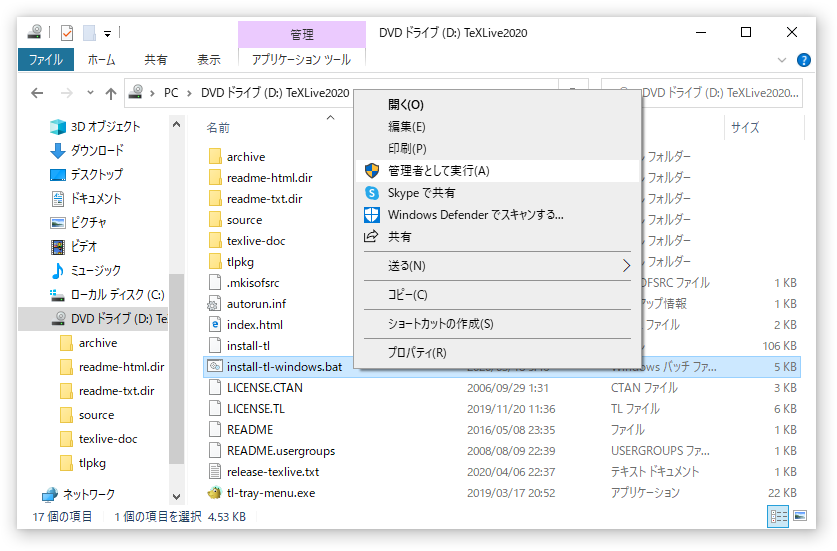 管理
DVD ドライブ (D:) TeXLive2020
ファイル
ホーム
共有
表示
アプリケーション ツール
PC
DVD ドライブ (D:) TeXLive2020
DVD ドライブ (D:) TeXLive2020...
3D オブジェクト
ダウンロード
デスクトップ
ドキュメント
ピクチャ
ビデオ
ミュージック
ローカル ディスク (C:)
DVD ドライブ (D:) Te
archive
readme-html.dir
readme-txt.dir
source
texlive-doc
tlpkg
ネットワーク
名前
サイズ
archive
フォルダー
readme-html.dir
フォルダー
readme-txt.dir
フォルダー
source
フォルダー
texlive-doc
フォルダー
tlpkg
フォルダー
.mkisofsrc
OFSRC ファイル
1 KB
autorun.inf
アップ情報
1 KB
index.html
ファイル
2 KB
install-tl
ファイル
106 KB
install-tl-windows.bat
Windows バッチ ファ...
5 KB
LICENSE.CTAN
2006/09/29 1:31
CTAN ファイル
3 KB
LICENSE.TL
2019/11/20 11:36
TL ファイル
6 KB
README
2016/05/08 23:35
ファイル
1 KB
README.usergroups
2008/08/09 22:39
USERGROUPS ファ...
1 KB
release-texlive.txt
2020/04/06 22:37
テキスト ドキュメント
1 KB
tl-tray-menu.exe
2019/03/17 20:52
アプリケーション
22 KB
開く(O)
編集(E)
印刷(P)
管理者として実行(A)
Skype で共有
Windows Defender でスキャンする...
共有
送る(N)
コピー(C)
ショートカットの作成(S)
プロパティ(R)
17 個の項目
1 個の項目を選択 4.53 KB